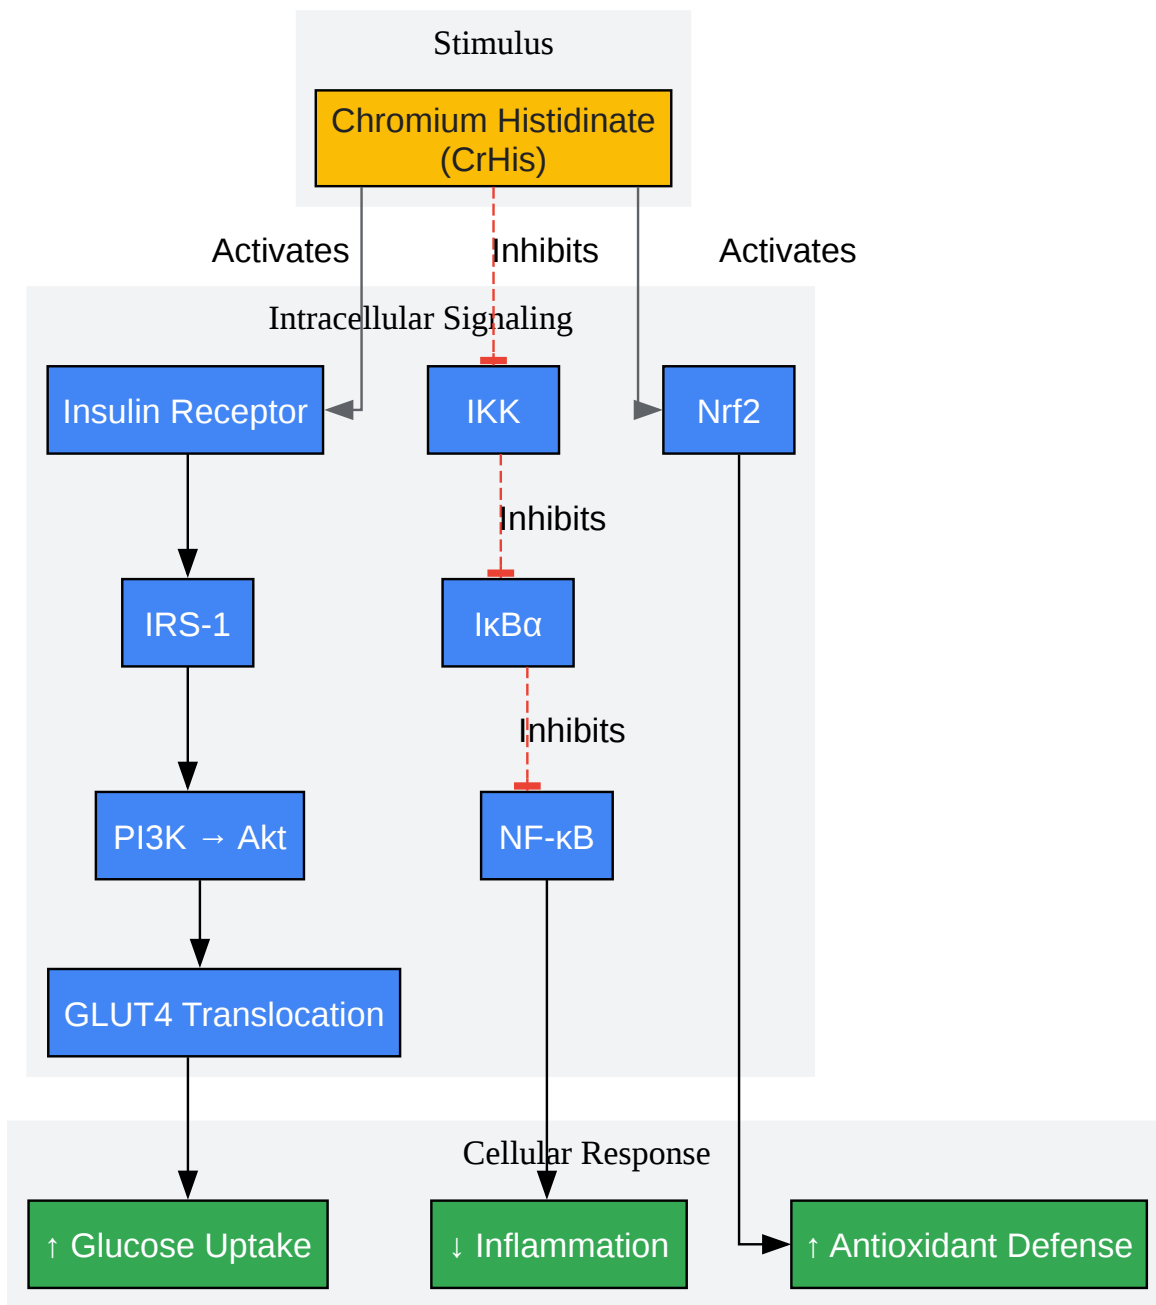 Stimulus
Chromium Histidinate
(CrHis)
Activates
Inhibits
Activates
Intracellular Signaling
Insulin Receptor
IKK
Nrf2
Inhibits
IRS-1
IκBα
Inhibits
PI3K → Akt
NF-κB
GLUT4 Translocation
Cellular Response
↑ Glucose Uptake
↓ Inflammation
↑ Antioxidant Defense